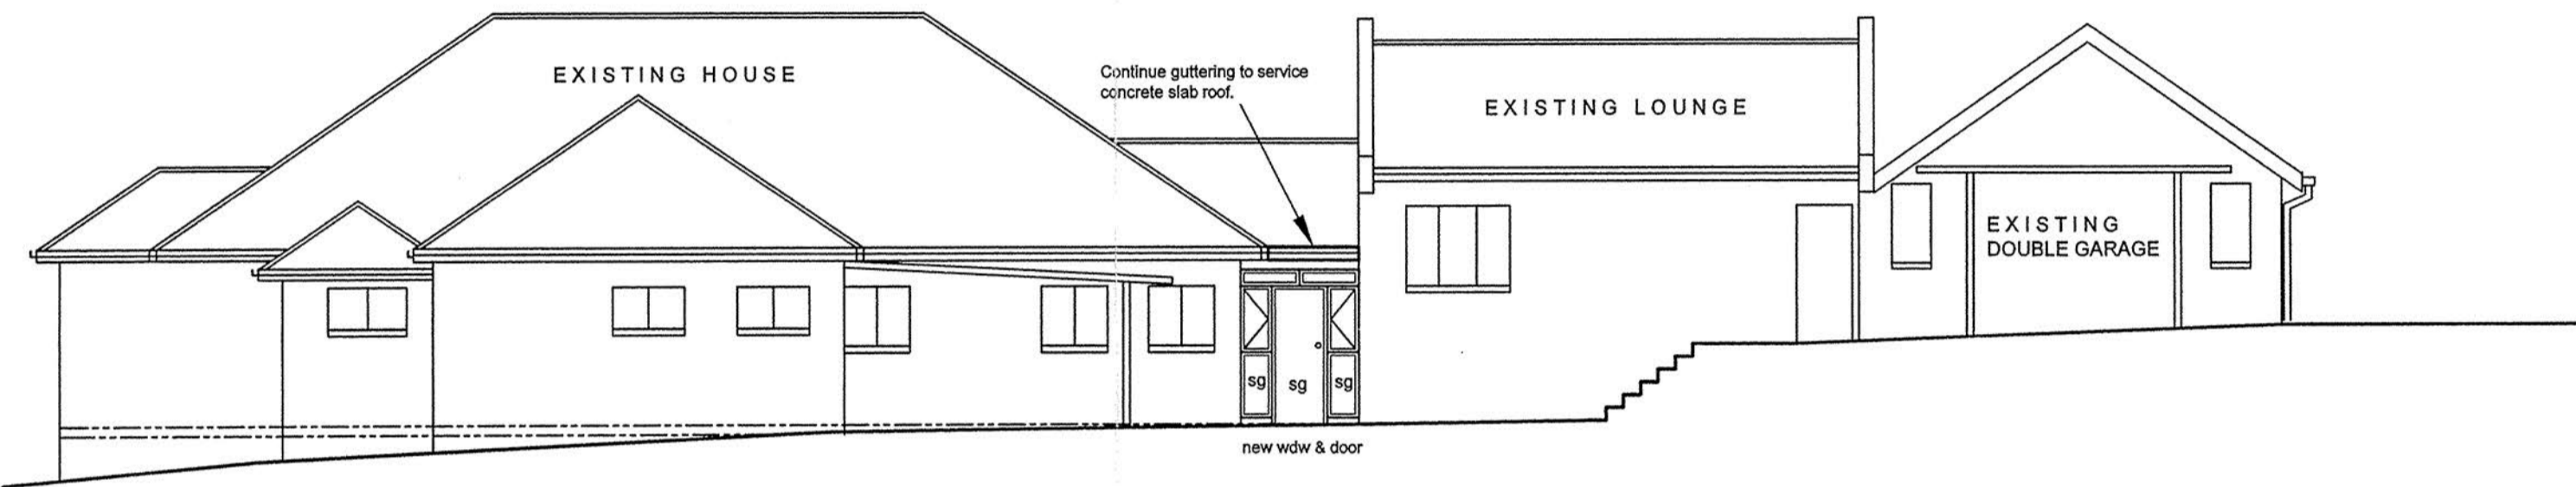 EXISTING HOUSE
Continue guttering to service
concrete slab roof.
EXISTING LOUNGE
EXISTING
DOUBLE GARAGE
sg
sg
sg
new wdw & door